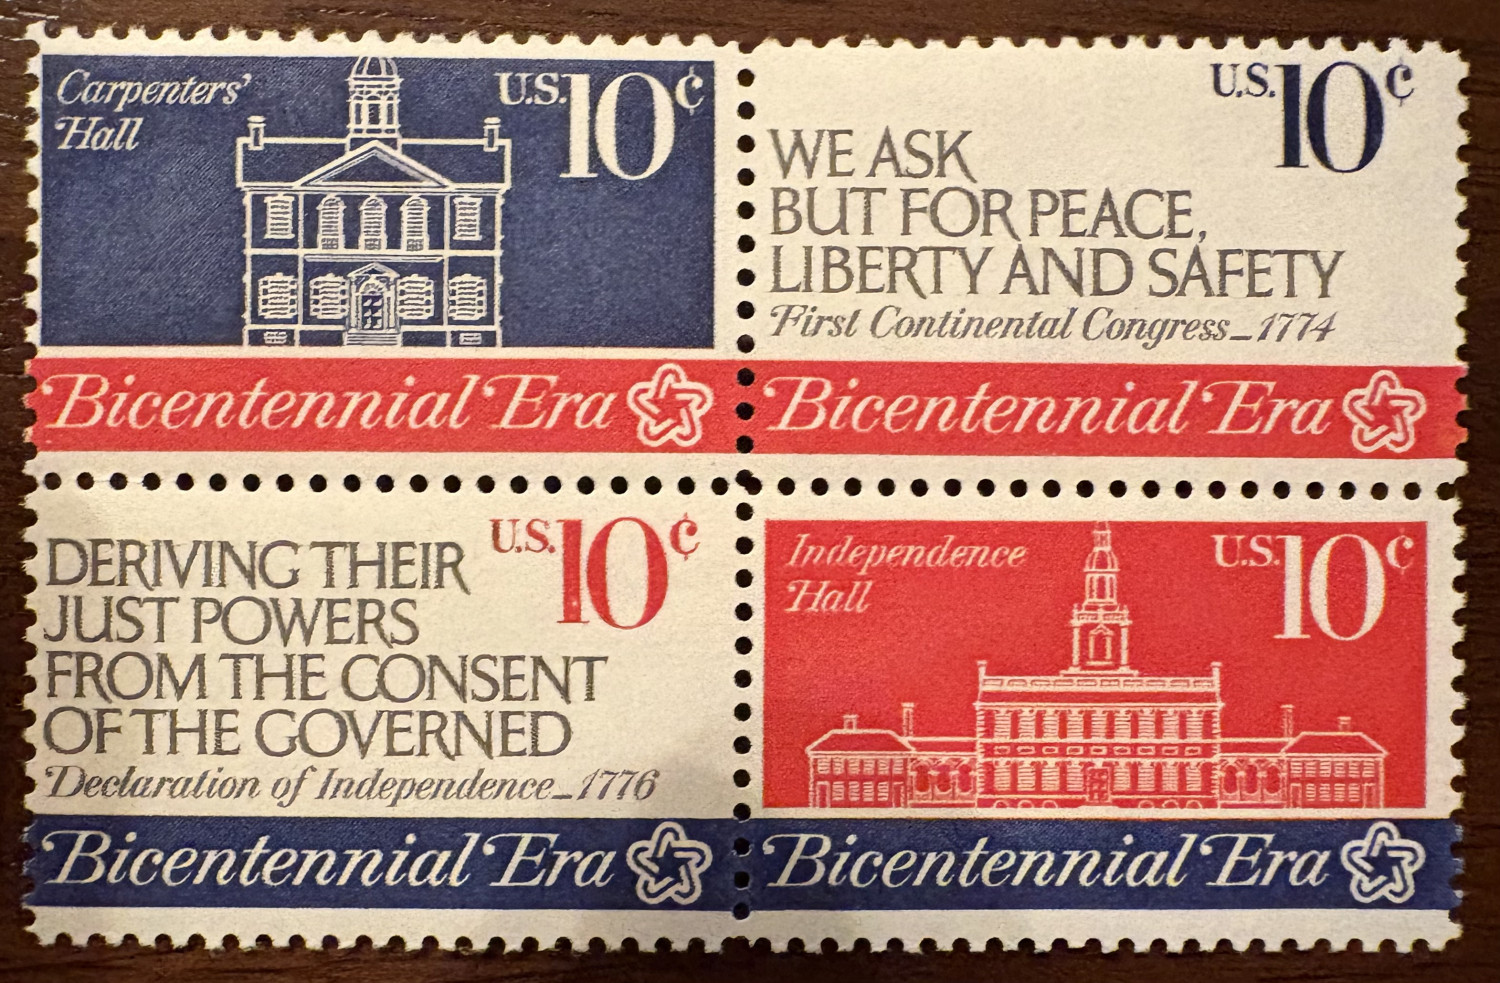 Carpenters'
Hall
U.S. 10¢
Bicentennial Era
U.S. 10¢
WE ASK
BUT FOR PEACE,
LIBERTY AND SAFETY
First Continental Congress_1774
Bicentennial Era
U.S. 10¢
DERIVING THEIR
JUST POWERS
FROM THE CONSENT
OF THE GOVERNED
Declaration of Independence_1776
Bicentennial Era
Independence
Hall
U.S. 10¢
Bicentennial Era